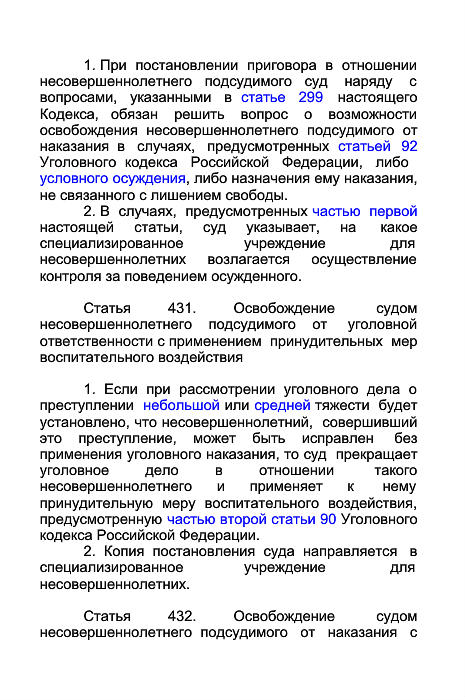 1. При постановлении приговора в отношении
несовершеннолетнего подсудимого суд наряду с
вопросами, указанными в статье 299 настоящего
Кодекса, обязан решить вопрос о возможности
освобождения несовершеннолетнего подсудимого от
наказания в случаях, предусмотренных статьей 92
Уголовного кодекса Российской Федерации, либо
условного осуждения, либо назначения ему наказания,
не связанного с лишением свободы.
2. В случаях, предусмотренных частью первой
настоящей статьи, суд указывает, на какое
специализированное учреждение для
несовершеннолетних возлагается осуществление
контроля за поведением осужденного.
Статья 431. Освобождение судом
несовершеннолетнего подсудимого от уголовной
ответственности с применением принудительных мер
воспитательного воздействия
1. Если при рассмотрении уголовного дела о
преступлении небольшой или средней тяжести будет
установлено, что несовершеннолетний, совершивший
это преступление, может быть исправлен без
применения уголовного наказания, то суд прекращает
уголовное дело в отношении такого
несовершеннолетнего и применяет к нему
принудительную меру воспитательного воздействия,
предусмотренную частью второй статьи 90 Уголовного
кодекса Российской Федерации.
2. Копия постановления суда направляется в
специализированное учреждение для
несовершеннолетних.
Статья 432. Освобождение судом
несовершеннолетнего подсудимого от наказания с